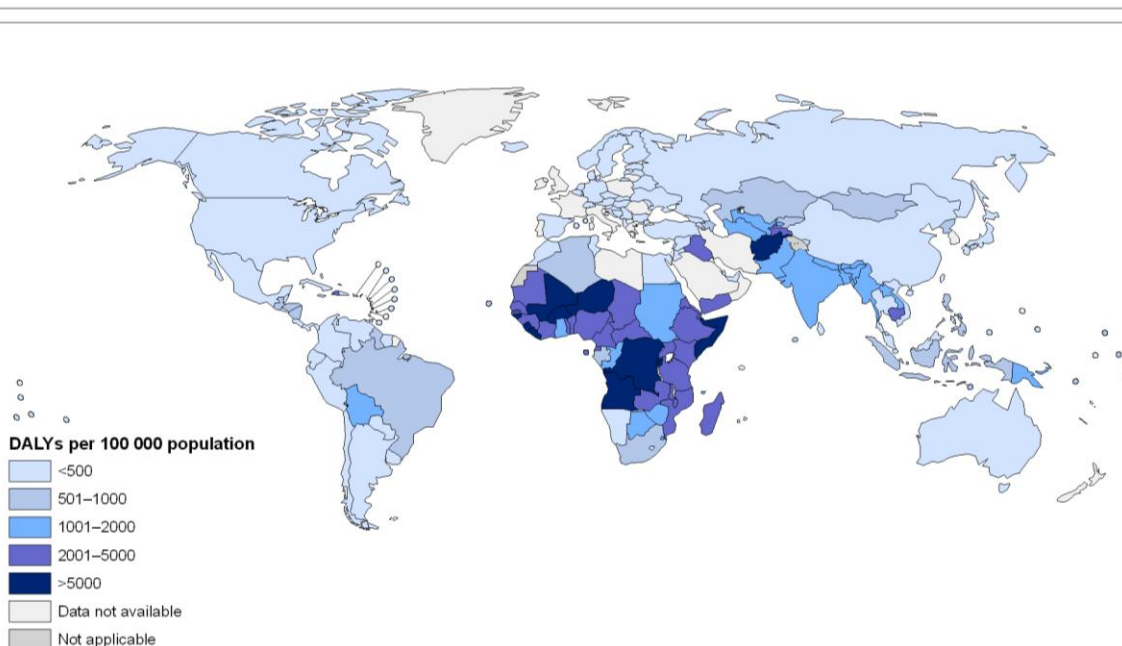 DALYs per 100 000 population
<500
501–1000
1001–2000
2001–5000
>5000
Data not available
Not applicable